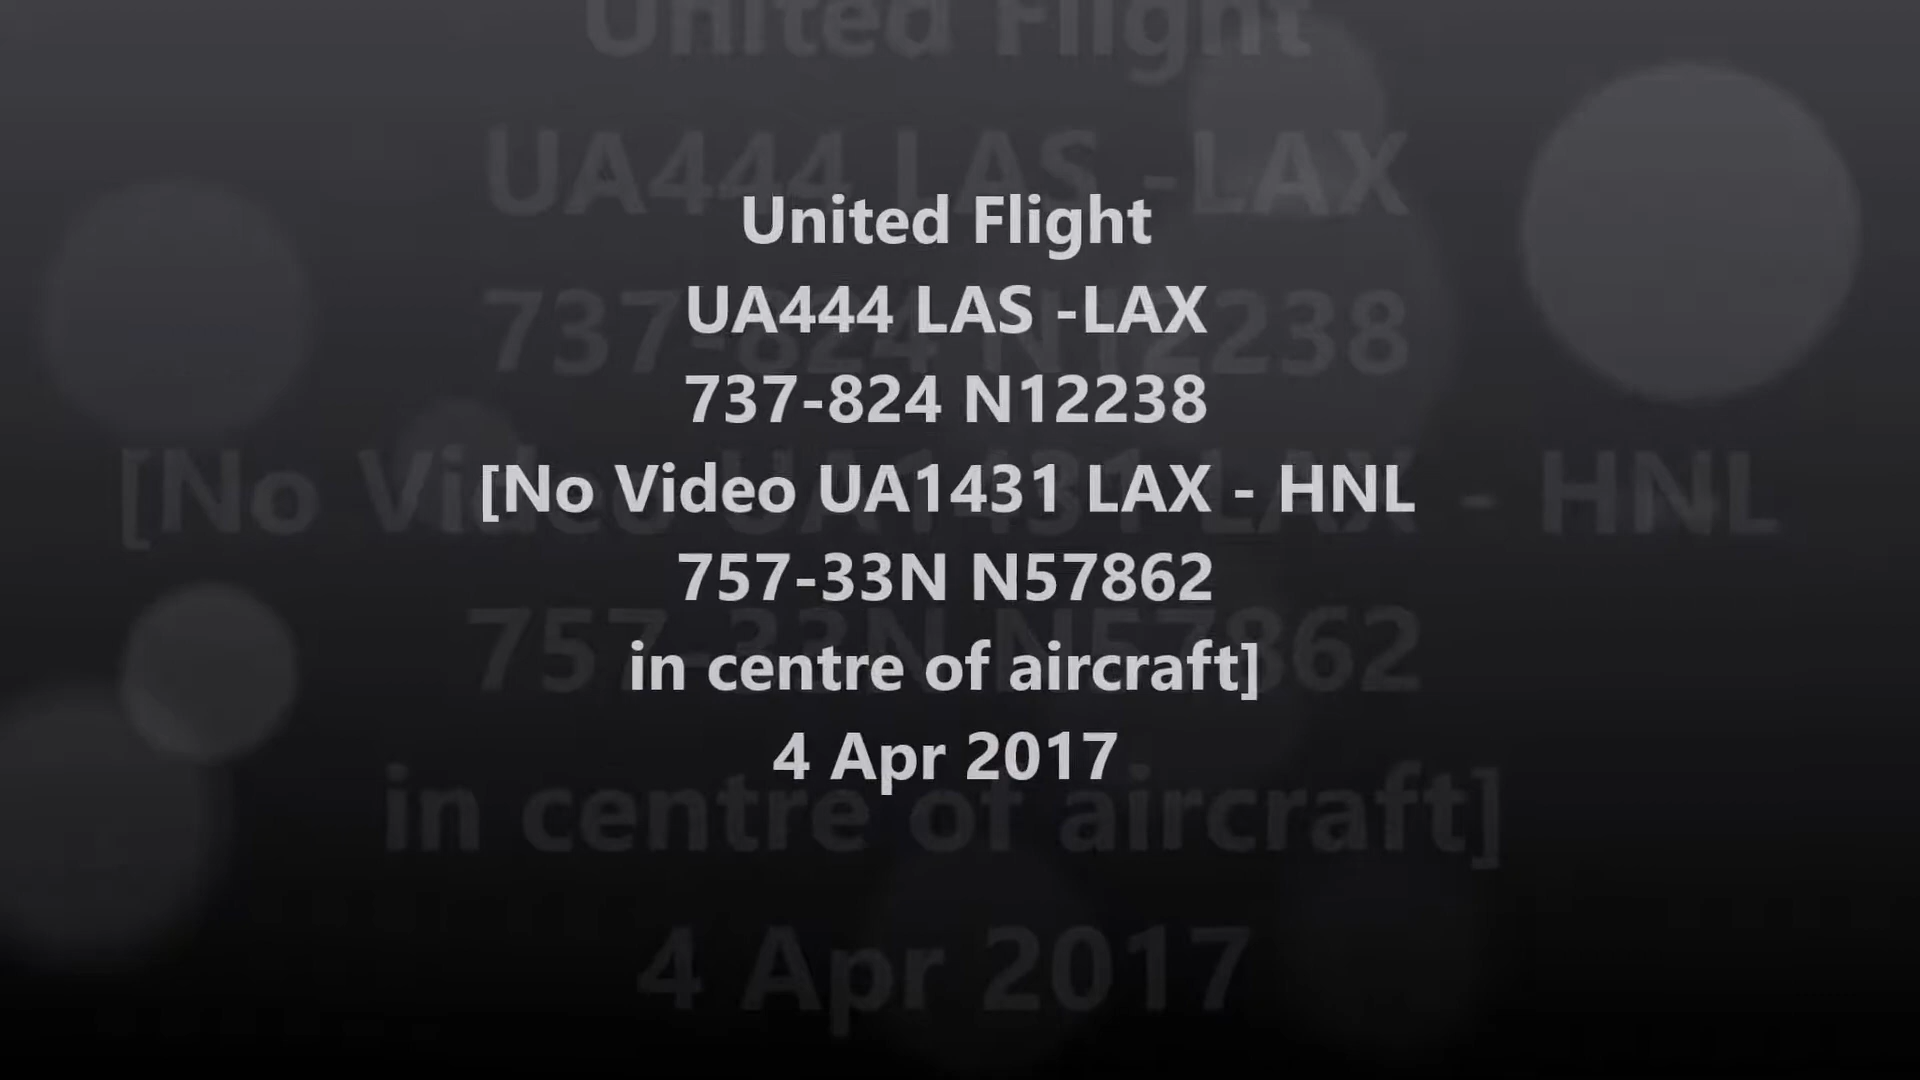 United Flight
UA444 LAS -LAX
737-824 N12238
[No Video UA1431 LAX - HNL
757-33N N57862
in centre of aircraft]
4 Apr 2017